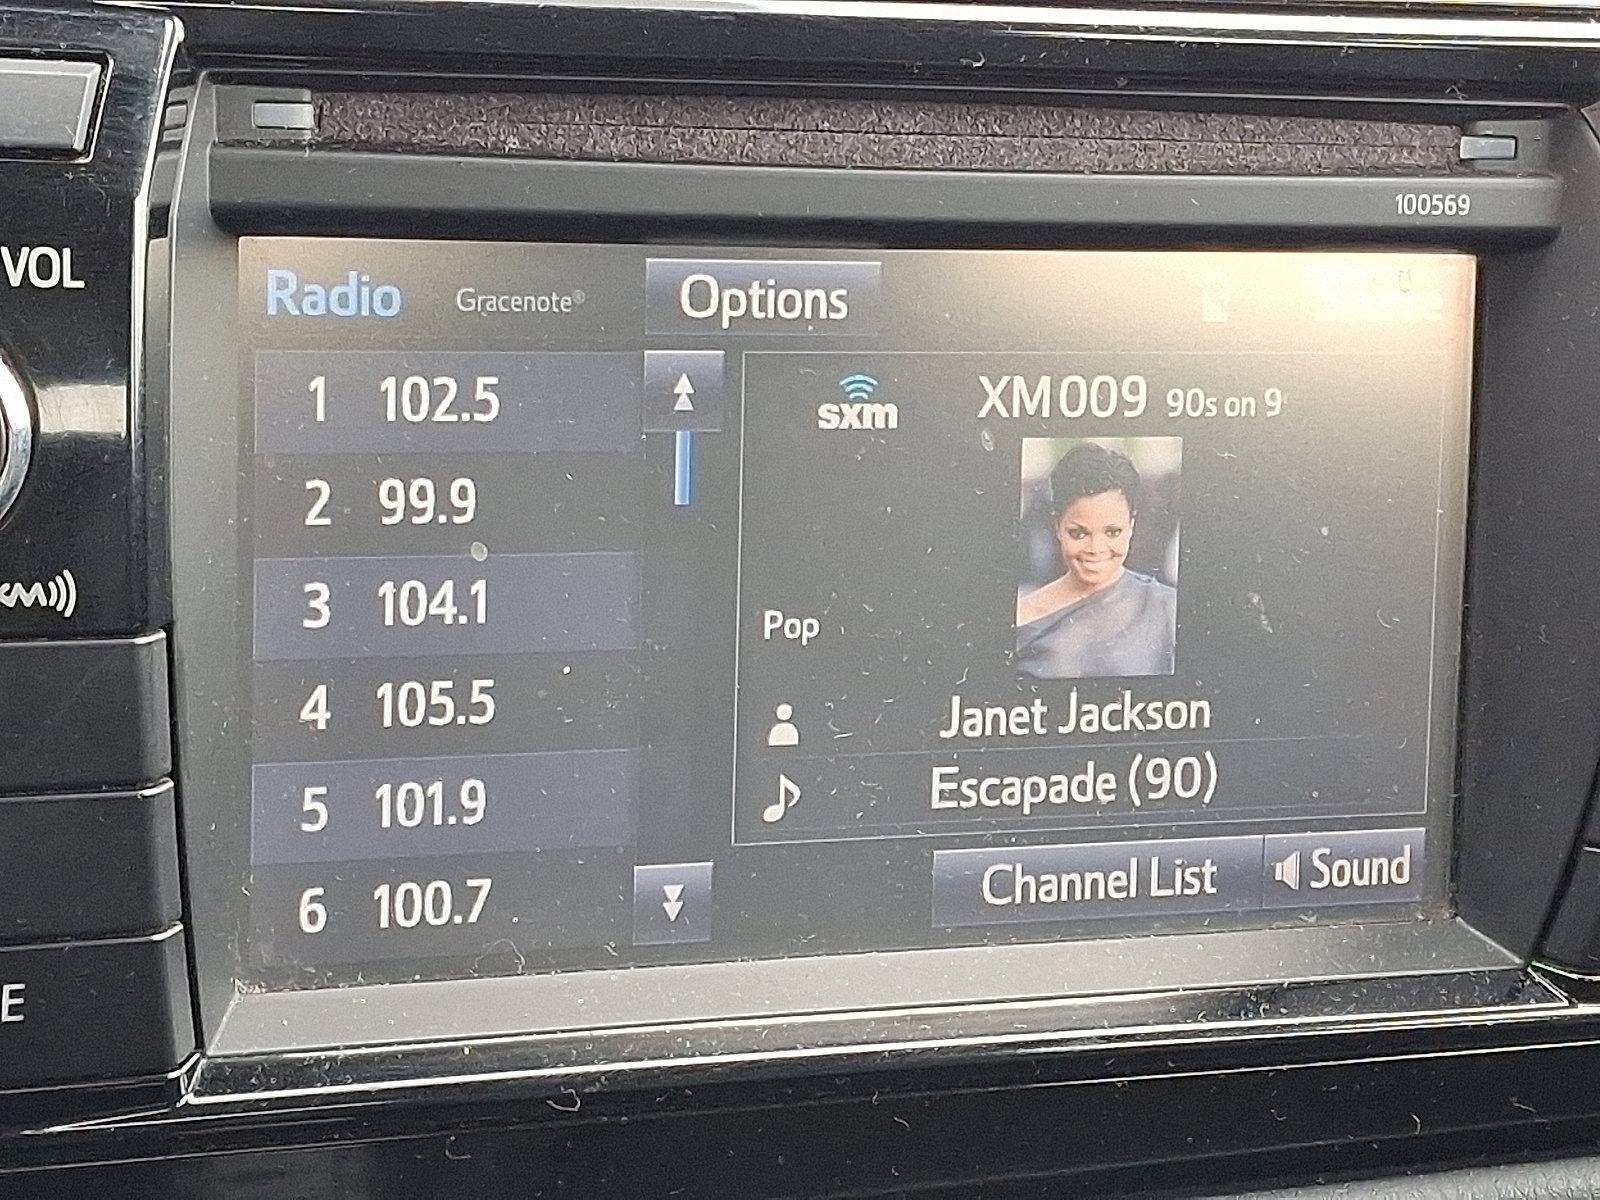 100569
VOL
Radio Gracenote® Options
1 102.5
2 99.9
3 104.1
4 105.5
5 101.9
6 100.7
sxm XM009 90s on 9
Pop
Janet Jackson
Escapade (90)
Channel List Sound
E